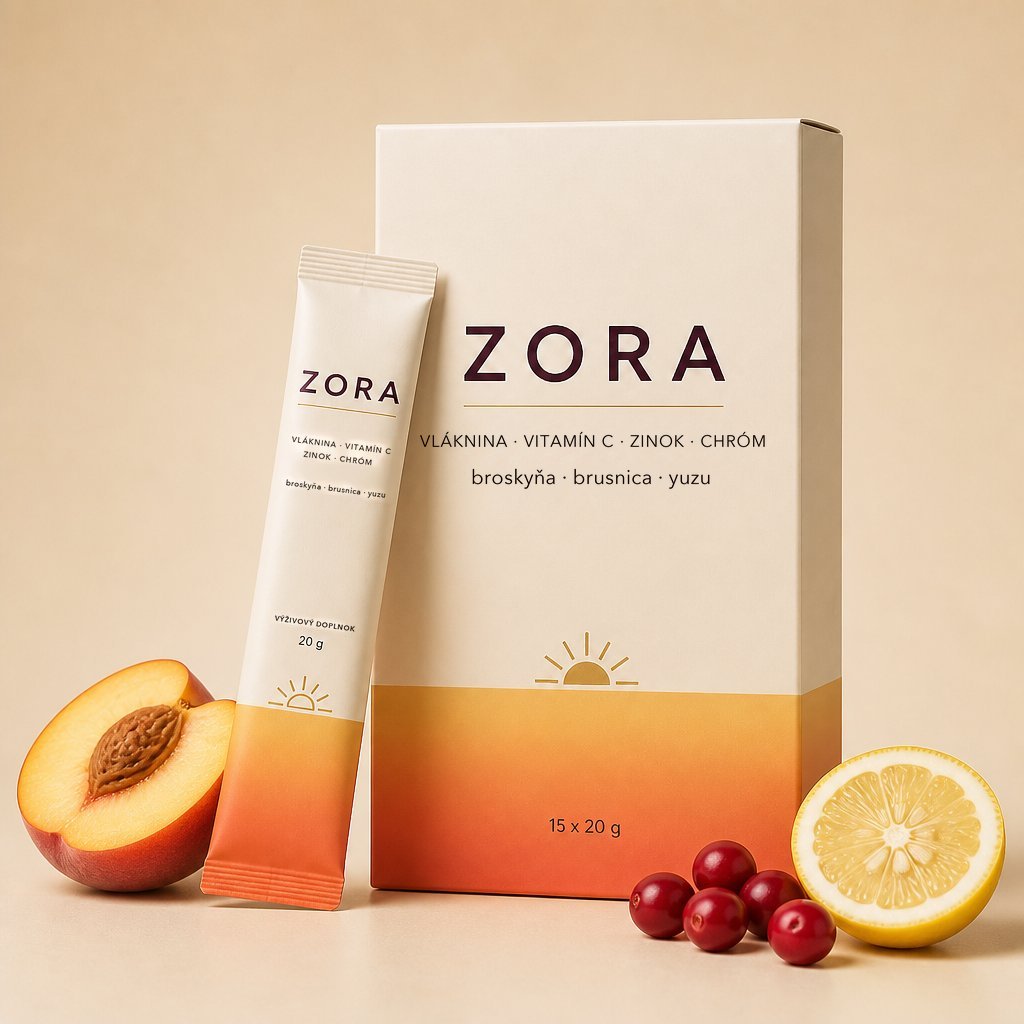 ZORA
VLÁKNINA · VITAMÍN C
ZINOK · CHRÓM
broskyňa · brusnica · yuzu
VÝŽIVOVÝ DOPLNOK
20 g
ZORA
VLÁKNINA · VITAMÍN C · ZINOK · CHRÓM
broskyňa · brusnica · yuzu
15 x 20 g